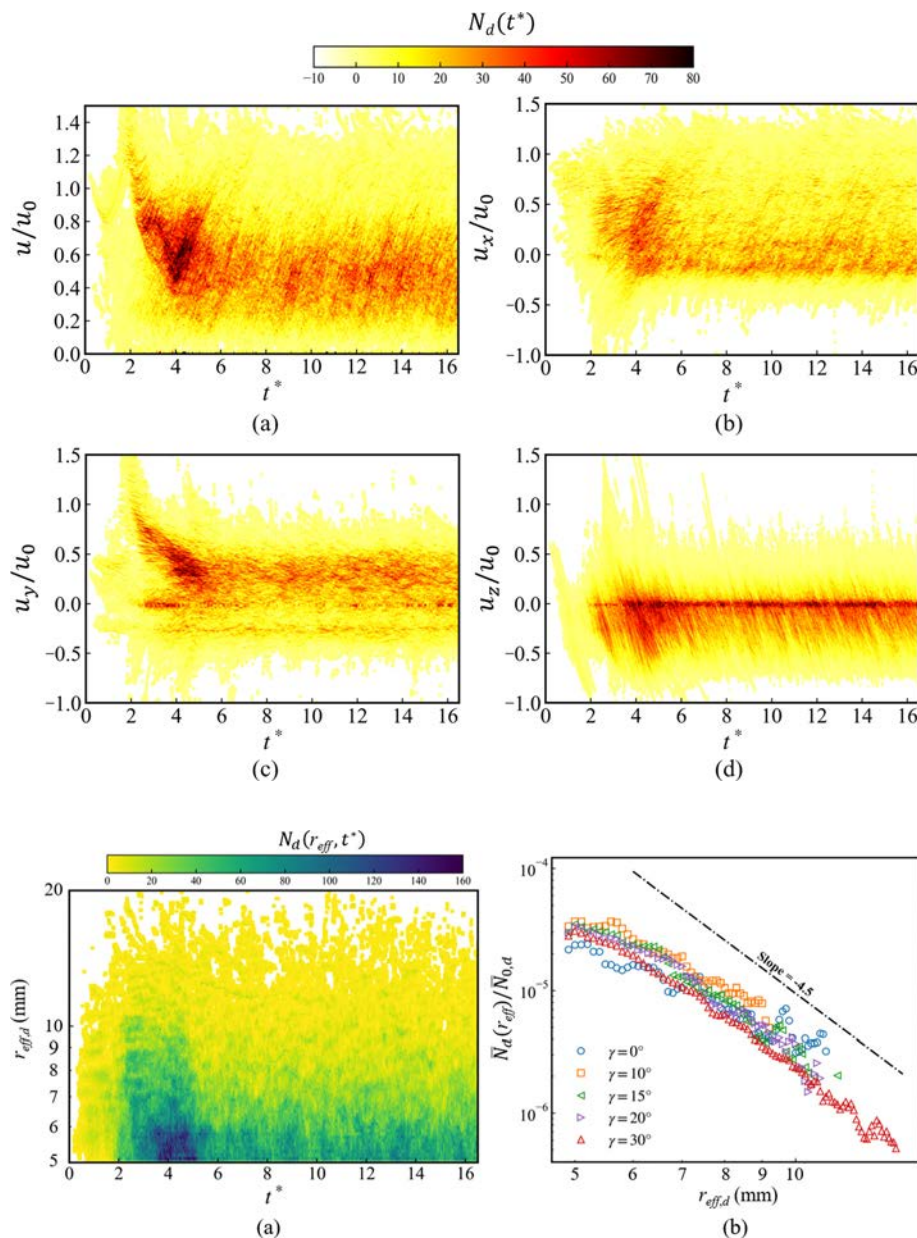 N_d(t*)
−10 0 10 20 30 40 50 60 70 80
u/u_0
1.4
1.2
1.0
0.8
0.6
0.4
0.2
0.0
0 2 4 6 8 10 12 14 16
t*
(a)
u_x/u_0
1.5
1.0
0.5
0.0
−0.5
−1.0
0 2 4 6 8 10 12 14 16
t*
(b)
u_y/u_0
1.5
1.0
0.5
0.0
−0.5
−1.0
0 2 4 6 8 10 12 14 16
t*
(c)
u_z/u_0
1.5
1.0
0.5
0.0
−0.5
−1.0
0 2 4 6 8 10 12 14 16
t*
(d)
N_d(r_eff, t*)
0 20 40 60 80 100 120 140 160
r_eff,d (mm)
20
10
9
8
7
6
5
0 2 4 6 8 10 12 14 16
t*
(a)
N̅_d(r_eff)/N̅_0,d
10^−4
10^−5
10^−6
Slope = −4.5
γ = 0°
γ = 10°
γ = 15°
γ = 20°
γ = 30°
5 6 7 8 9 10
r_eff,d (mm)
(b)